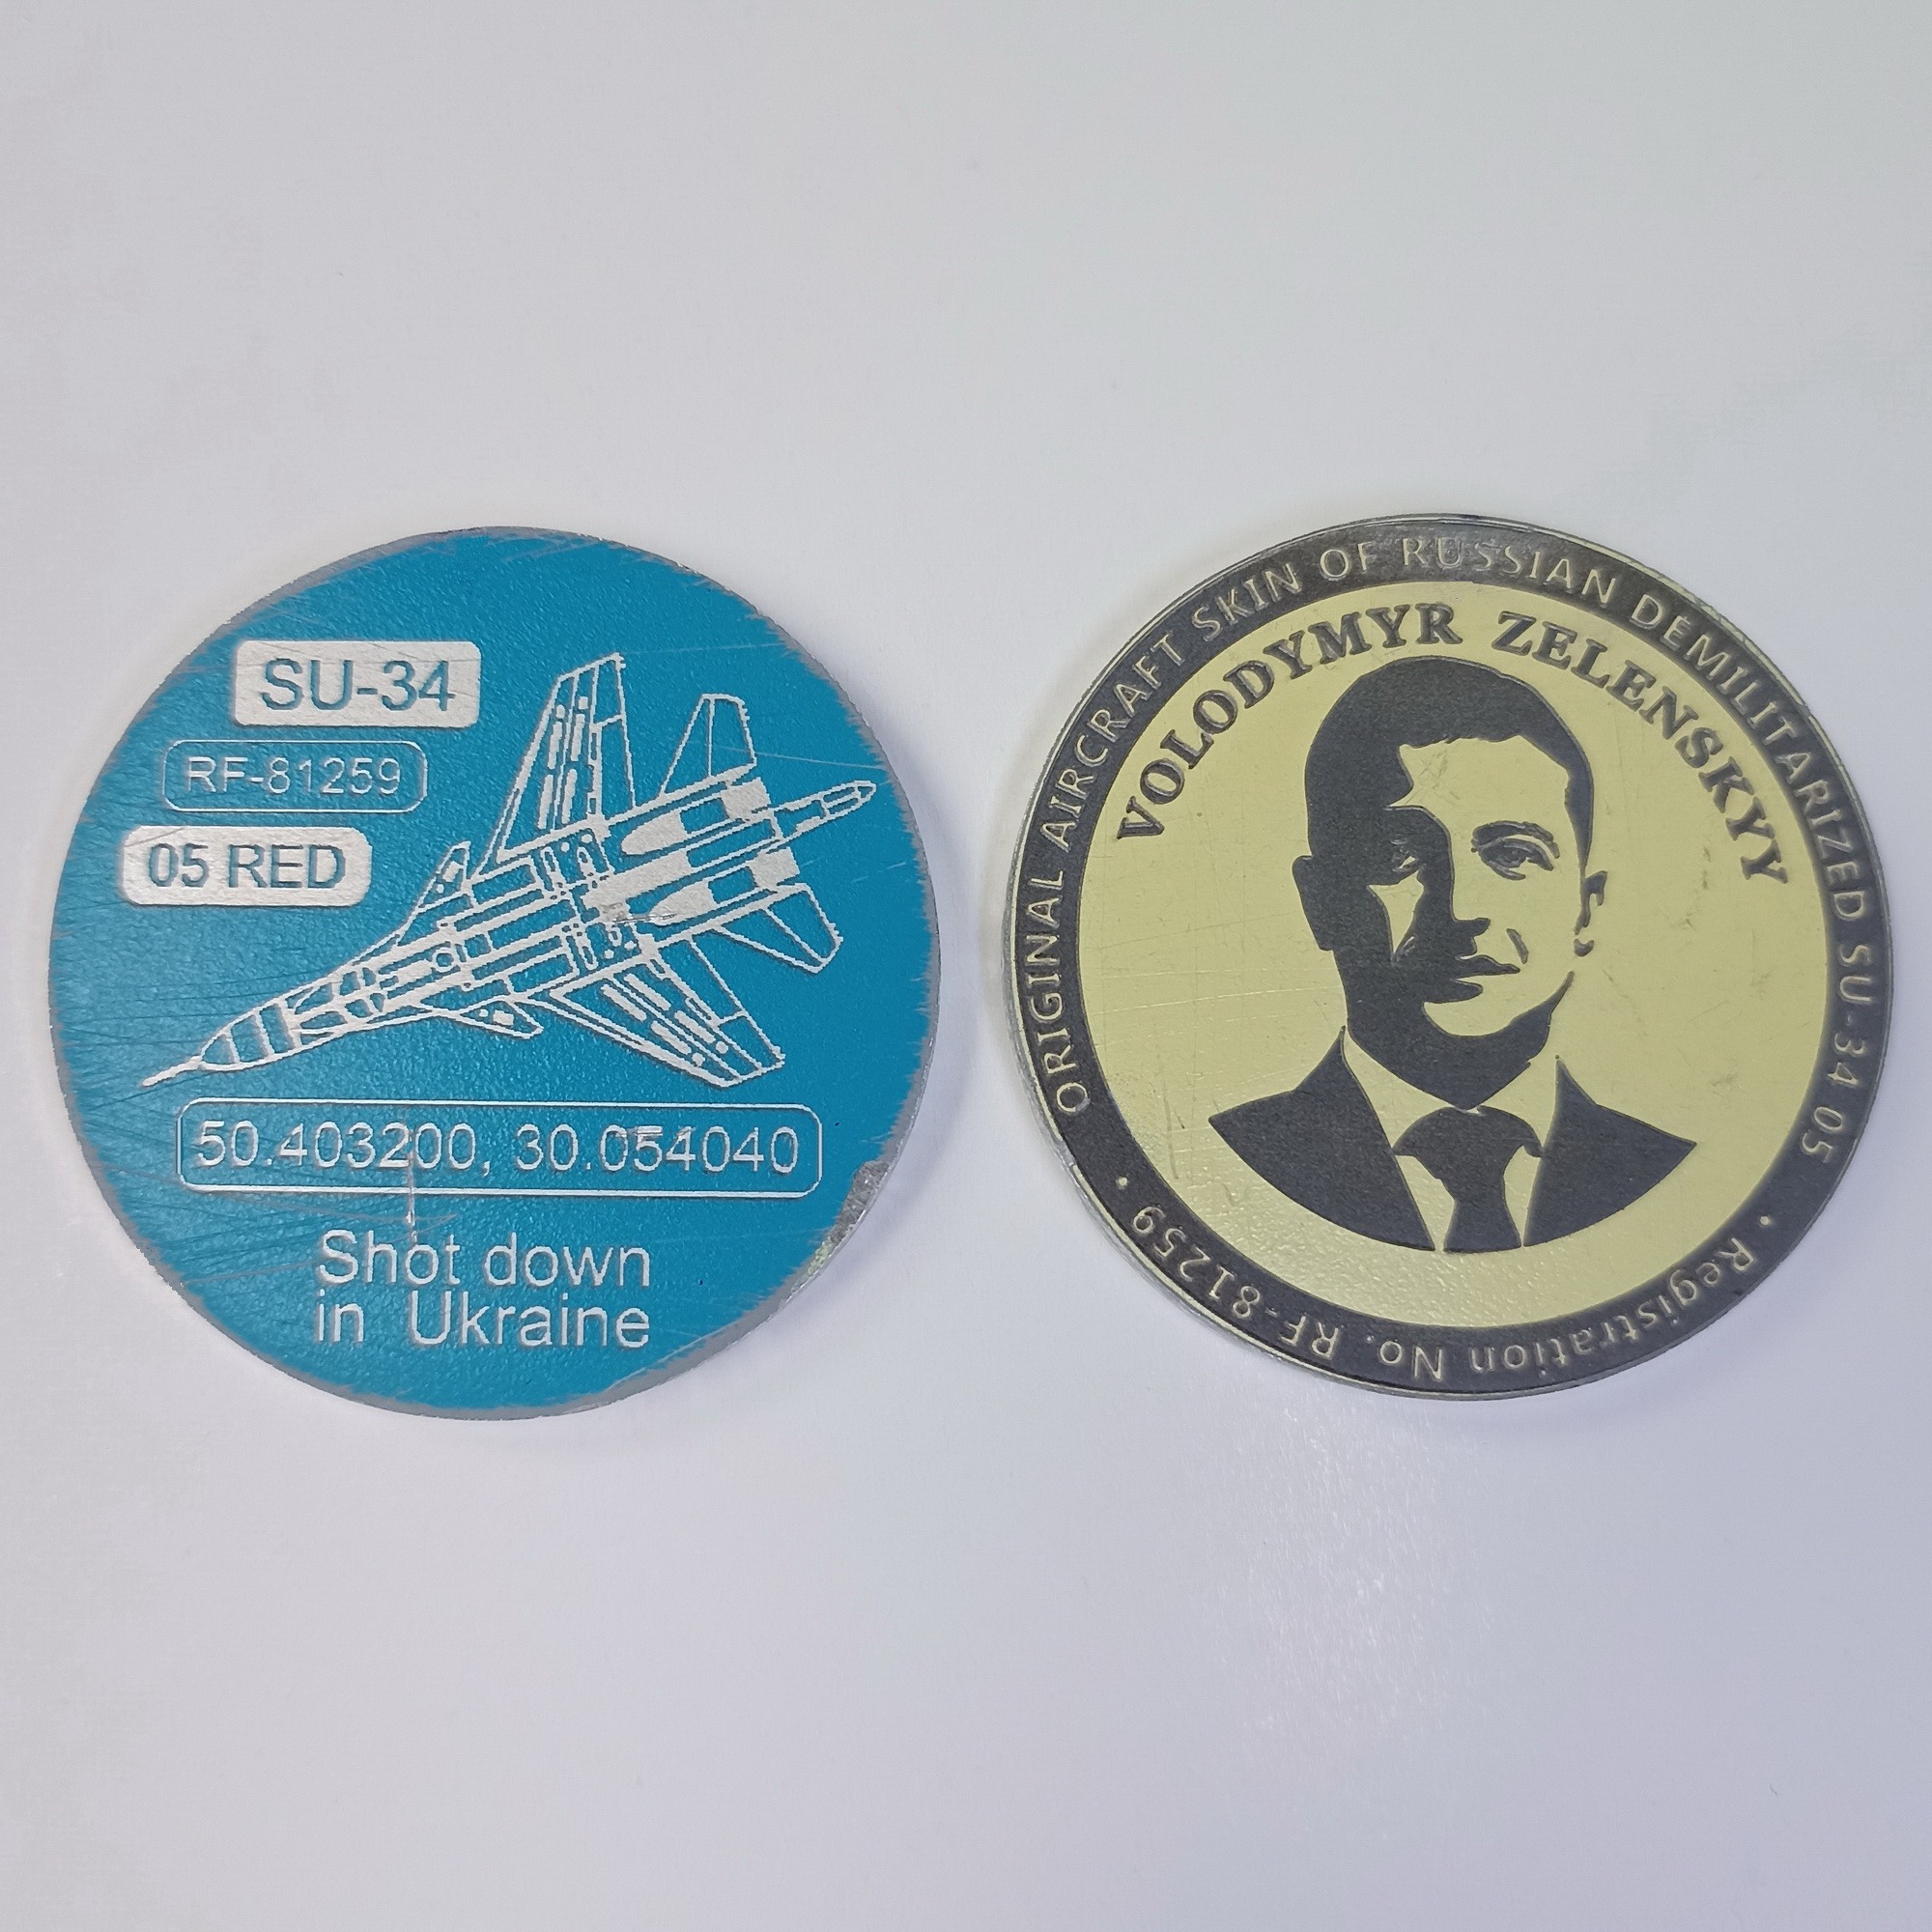 SU-34
RF-81259
05 RED
50.403200, 30.054040
Shot down
in Ukraine
ORIGINAL AIRCRAFT SKIN OF RUSSIAN DEMILITARIZED SU-34 05
• Registration No. RF-81259 •
VOLODYMYR ZELENSKYY